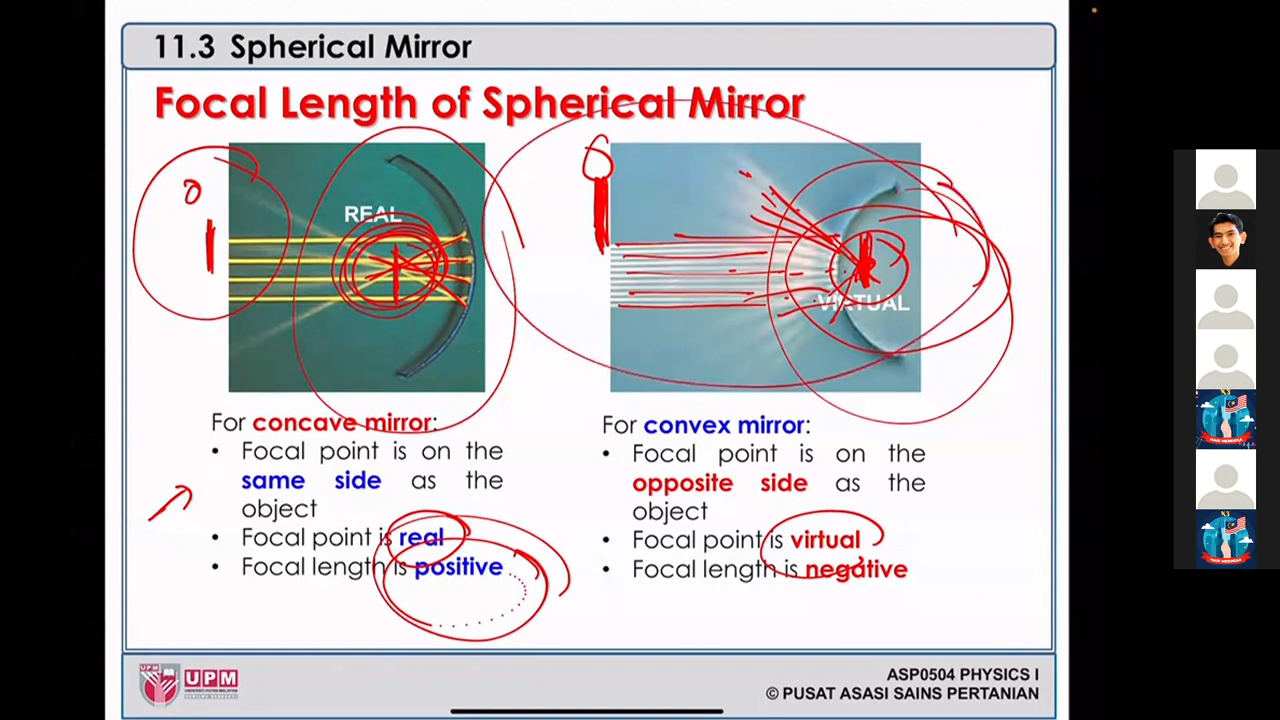 11.3 Spherical Mirror
Focal Length of Spherical Mirror
REAL
VIRTUAL
For concave mirror:
• Focal point is on the
same side as the
object
• Focal point is real
• Focal length is positive
For convex mirror:
• Focal point is on the
opposite side as the
object
• Focal point is virtual
• Focal length is negative
UPM
UPM
ASP0504 PHYSICS I
© PUSAT ASASI SAINS PERTANIAN